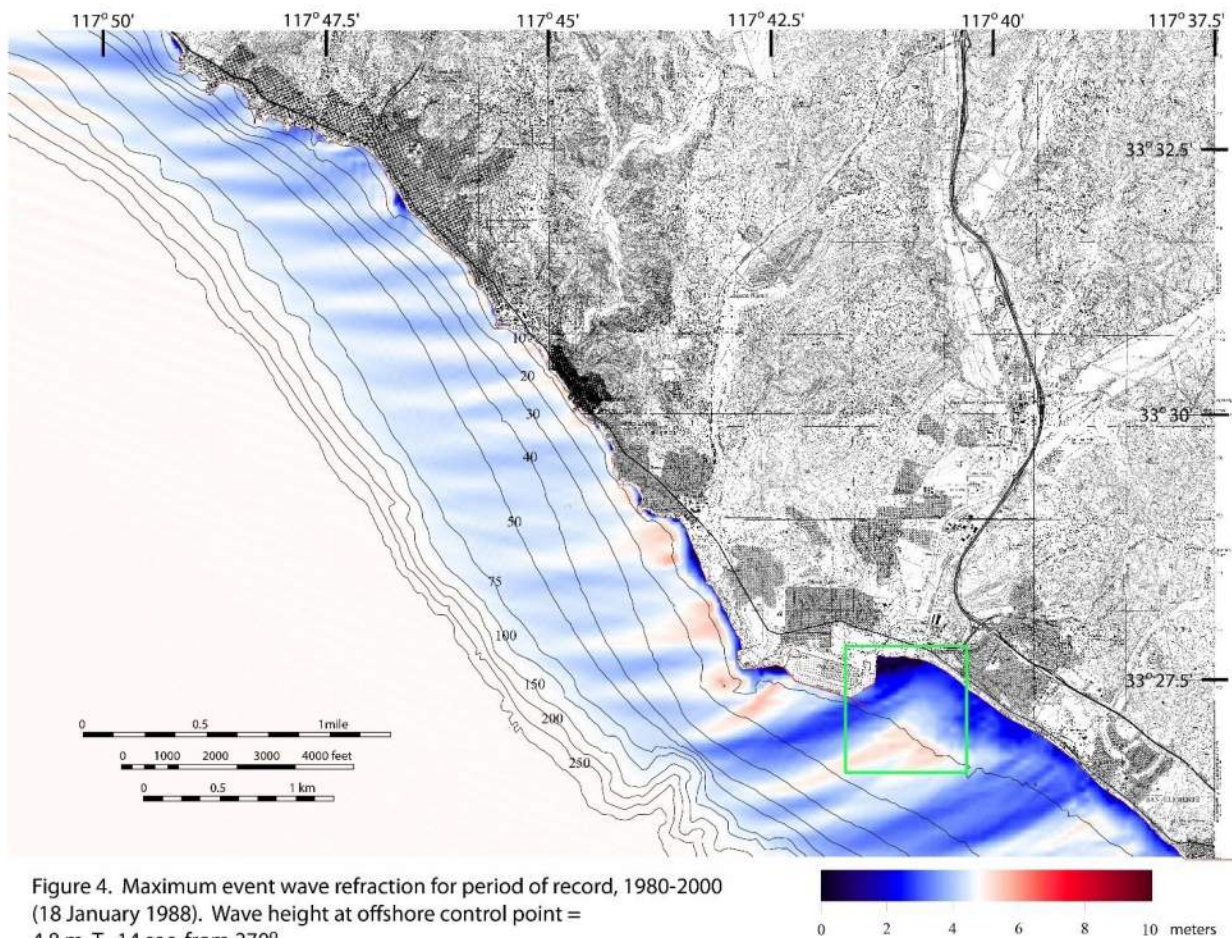 117° 50' 117° 47.5' 117° 45' 117° 42.5' 117° 40' 117° 37.5'
33° 32.5'
33° 30'
33° 27.5'
10
20
30
40
50
75
100
150
200
250
0 0.5 1mile
0 1000 2000 3000 4000 feet
0 0.5 1 km
SAN CLEMENTE
Figure 4. Maximum event wave refraction for period of record, 1980-2000
(18 January 1988). Wave height at offshore control point =
0 2 4 6 8 10 meters